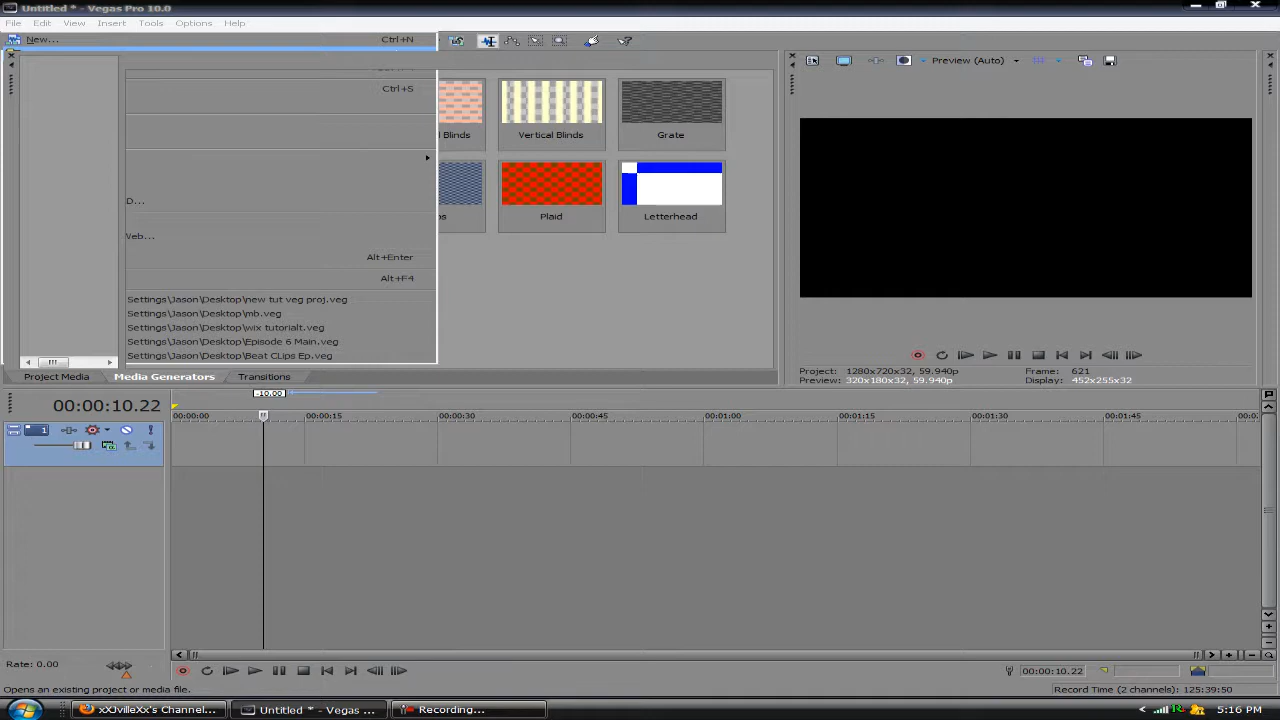 Untitled * - Vegas Pro 10.0
File Edit View Insert Tools Options Help
New... Ctrl+N
Ctrl+S
D...
Veb...
Alt+Enter
Alt+F4
Settings\Jason\Desktop\new tut veg proj.veg
Settings\Jason\Desktop\mb.veg
Settings\Jason\Desktop\wix tutorialt.veg
Settings\Jason\Desktop\Episode 6 Main.veg
Settings\Jason\Desktop\Beat CLips Ep.veg
Blinds Vertical Blinds Grate
Plaid Letterhead
Project Media Media Generators Transitions
Preview (Auto)
Project: 1280x720x32, 59.940p Frame: 621
Preview: 320x180x32, 59.940p Display: 452x255x32
00:00:10.22
-10.00
00:00:00 00:00:15 00:00:30 00:00:45 00:01:00 00:01:15 00:01:30 00:01:45 00:0
1
Rate: 0.00
00:00:10.22
Opens an existing project or media file.
Record Time (2 channels): 125:39:50
xXJvilleXx's Channel... Untitled * - Vegas ... Recording...
5:16 PM